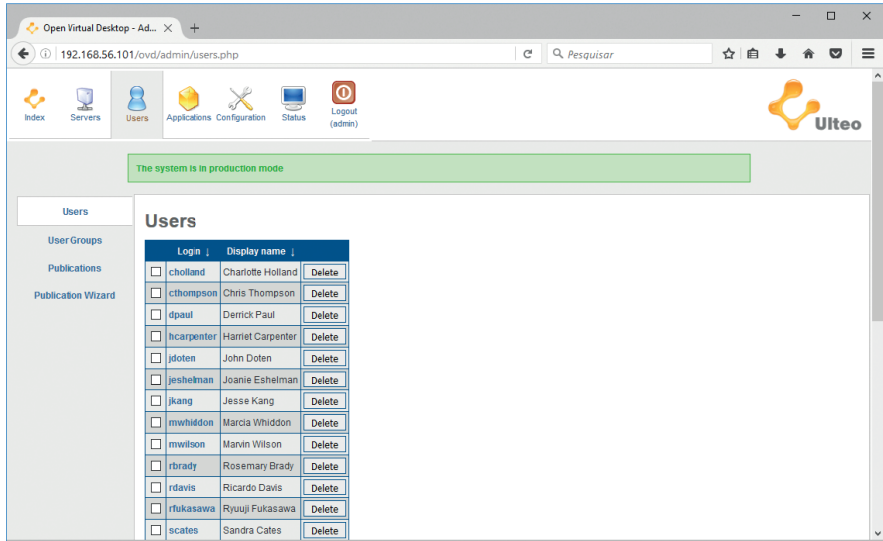 Open Virtual Desktop - Ad...
192.168.56.101/ovd/admin/users.php
Pesquisar
Index Servers Users Applications Configuration Status Logout (admin)
Ulteo
The system is in production mode
Users
User Groups
Publications
Publication Wizard
Users
Login ↓ Display name ↓
cholland Charlotte Holland Delete
cthompson Chris Thompson Delete
dpaul Derrick Paul Delete
hcarpenter Harriet Carpenter Delete
jdoten John Doten Delete
jeshelman Joanie Eshelman Delete
jkang Jesse Kang Delete
mwhiddon Marcia Whiddon Delete
mwilson Marvin Wilson Delete
rbrady Rosemary Brady Delete
rdavis Ricardo Davis Delete
rfukasawa Ryuuji Fukasawa Delete
scates Sandra Cates Delete